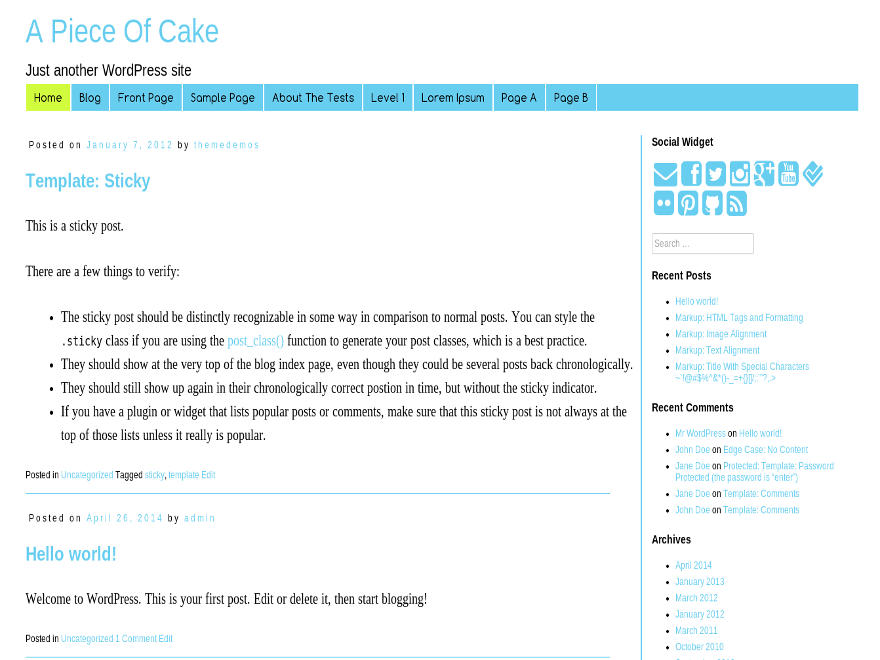 A Piece Of Cake
Just another WordPress site
Home Blog Front Page Sample Page About The Tests Level 1 Lorem Ipsum Page A Page B
Posted on January 7, 2012 by themedemos
Template: Sticky
This is a sticky post.
There are a few things to verify:
The sticky post should be distinctly recognizable in some way in comparison to normal posts. You can style the
.sticky class if you are using the post_class() function to generate your post classes, which is a best practice.
They should show at the very top of the blog index page, even though they could be several posts back chronologically.
They should still show up again in their chronologically correct postion in time, but without the sticky indicator.
If you have a plugin or widget that lists popular posts or comments, make sure that this sticky post is not always at the
top of those lists unless it really is popular.
Posted in Uncategorized Tagged sticky, template Edit
Posted on April 26, 2014 by admin
Hello world!
Welcome to WordPress. This is your first post. Edit or delete it, then start blogging!
Posted in Uncategorized 1 Comment Edit
Social Widget
You Tube
Search ...
Recent Posts
Hello world!
Markup: HTML Tags and Formatting
Markup: Image Alignment
Markup: Text Alignment
Markup: Title With Special Characters
Recent Comments
Mr WordPress on Hello world!
John Doe on Edge Case: No Content
Jane Doe on Protected: Template: Password
Protected (the password is “enter”)
Jane Doe on Template: Comments
John Doe on Template: Comments
Archives
April 2014
January 2013
March 2012
January 2012
March 2011
October 2010